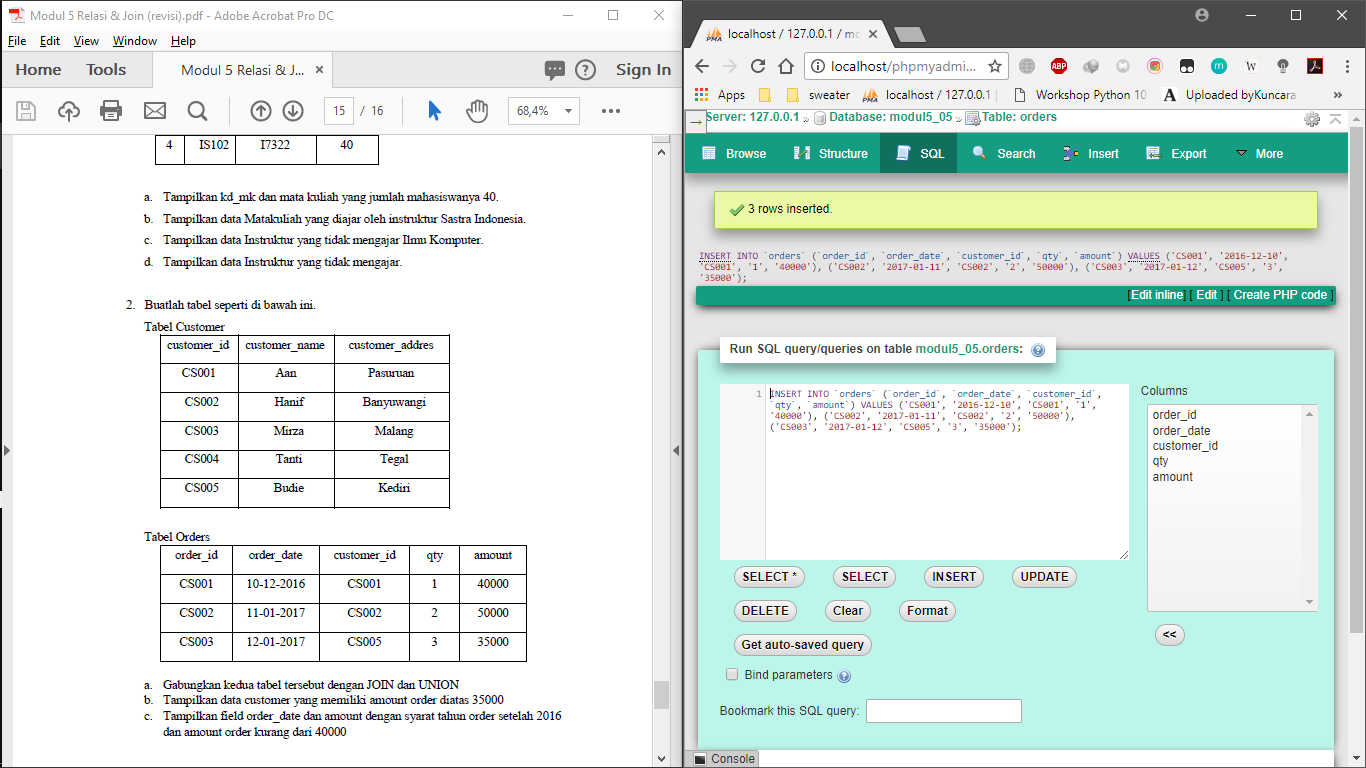 Modul 5 Relasi & Join (revisi).pdf - Adobe Acrobat Pro DC
File Edit View Window Help
Home Tools Modul 5 Relasi & J... × Sign In
15 / 16 68,4%
4 IS102 I7322 40
a. Tampilkan kd_mk dan mata kuliah yang jumlah mahasiswanya 40.
b. Tampilkan data Matakuliah yang diajar oleh instruktur Sastra Indonesia.
c. Tampilkan data Instruktur yang tidak mengajar Ilmu Komputer.
d. Tampilkan data Instruktur yang tidak mengajar.
2. Buatlah tabel seperti di bawah ini.
Tabel Customer
customer_id customer_name customer_addres
CS001 Aan Pasuruan
CS002 Hanif Banyuwangi
CS003 Mirza Malang
CS004 Tanti Tegal
CS005 Budie Kediri
Tabel Orders
order_id order_date customer_id qty amount
CS001 10-12-2016 CS001 1 40000
CS002 11-01-2017 CS002 2 50000
CS003 12-01-2017 CS005 3 35000
a. Gabungkan kedua tabel tersebut dengan JOIN dan UNION
b. Tampilkan data customer yang memiliki amount order diatas 35000
c. Tampilkan field order_date dan amount dengan syarat tahun order setelah 2016
dan amount order kurang dari 40000
PMA localhost / 127.0.0.1 / mo
localhost/phpmyadmi... ABP m W
Apps sweater localhost / 127.0.0.1 | Workshop Python 10 A Uploaded byKuncara »
Server: 127.0.0.1 » Database: modul5_05 » Table: orders
Browse Structure SQL Search Insert Export More
3 rows inserted.
INSERT INTO `orders` (`order_id`, `order_date`, `customer_id`, `qty`, `amount`) VALUES ('CS001', '2016-12-10',
'CS001', '1', '40000'), ('CS002', '2017-01-11', 'CS002', '2', '50000'), ('CS003', '2017-01-12', 'CS005', '3',
'35000');
[Edit inline] [ Edit ] [ Create PHP code ]
Run SQL query/queries on table modul5_05.orders:
1 INSERT INTO `orders` (`order_id`, `order_date`, `customer_id`,
`qty`, `amount`) VALUES ('CS001', '2016-12-10', 'CS001', '1',
'40000'), ('CS002', '2017-01-11', 'CS002', '2', '50000'),
('CS003', '2017-01-12', 'CS005', '3', '35000');
Columns
order_id
order_date
customer_id
qty
amount
SELECT * SELECT INSERT UPDATE
DELETE Clear Format
Get auto-saved query
<<
Bind parameters
Bookmark this SQL query:
Console